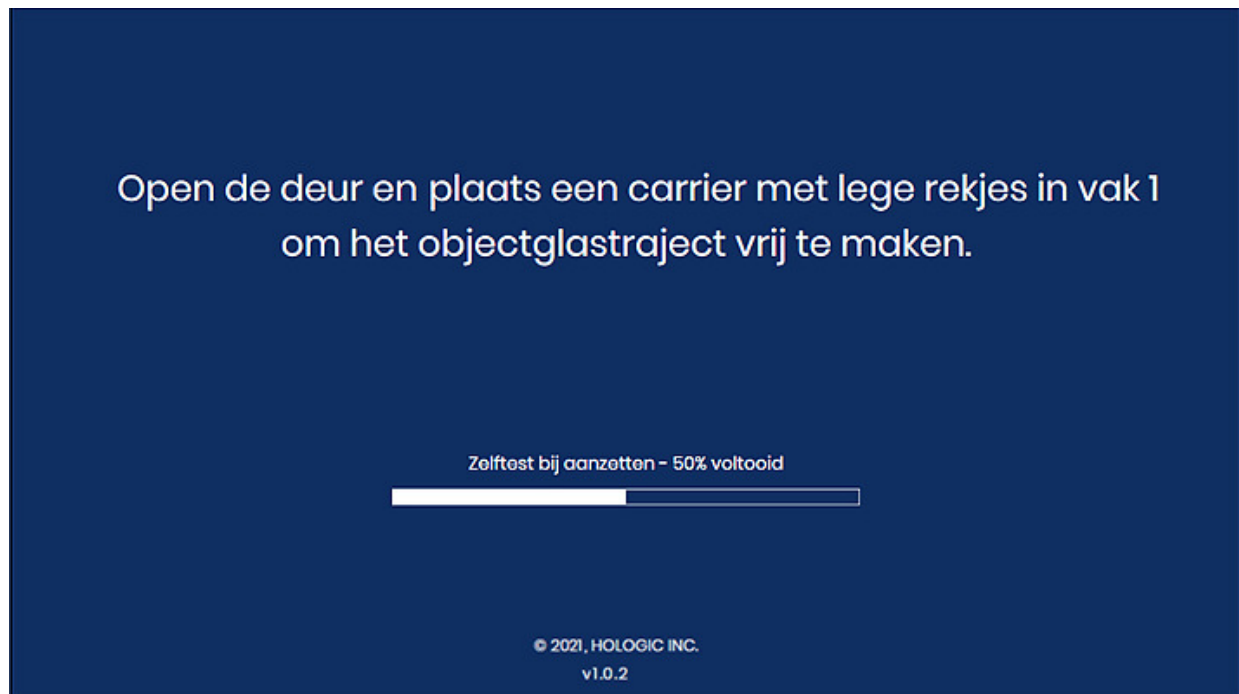 Open de deur en plaats een carrier met lege rekjes in vak 1
om het objectglastraject vrij te maken.
Zelftest bij aanzetten - 50% voltooid
© 2021, HOLOGIC INC.
v1.0.2